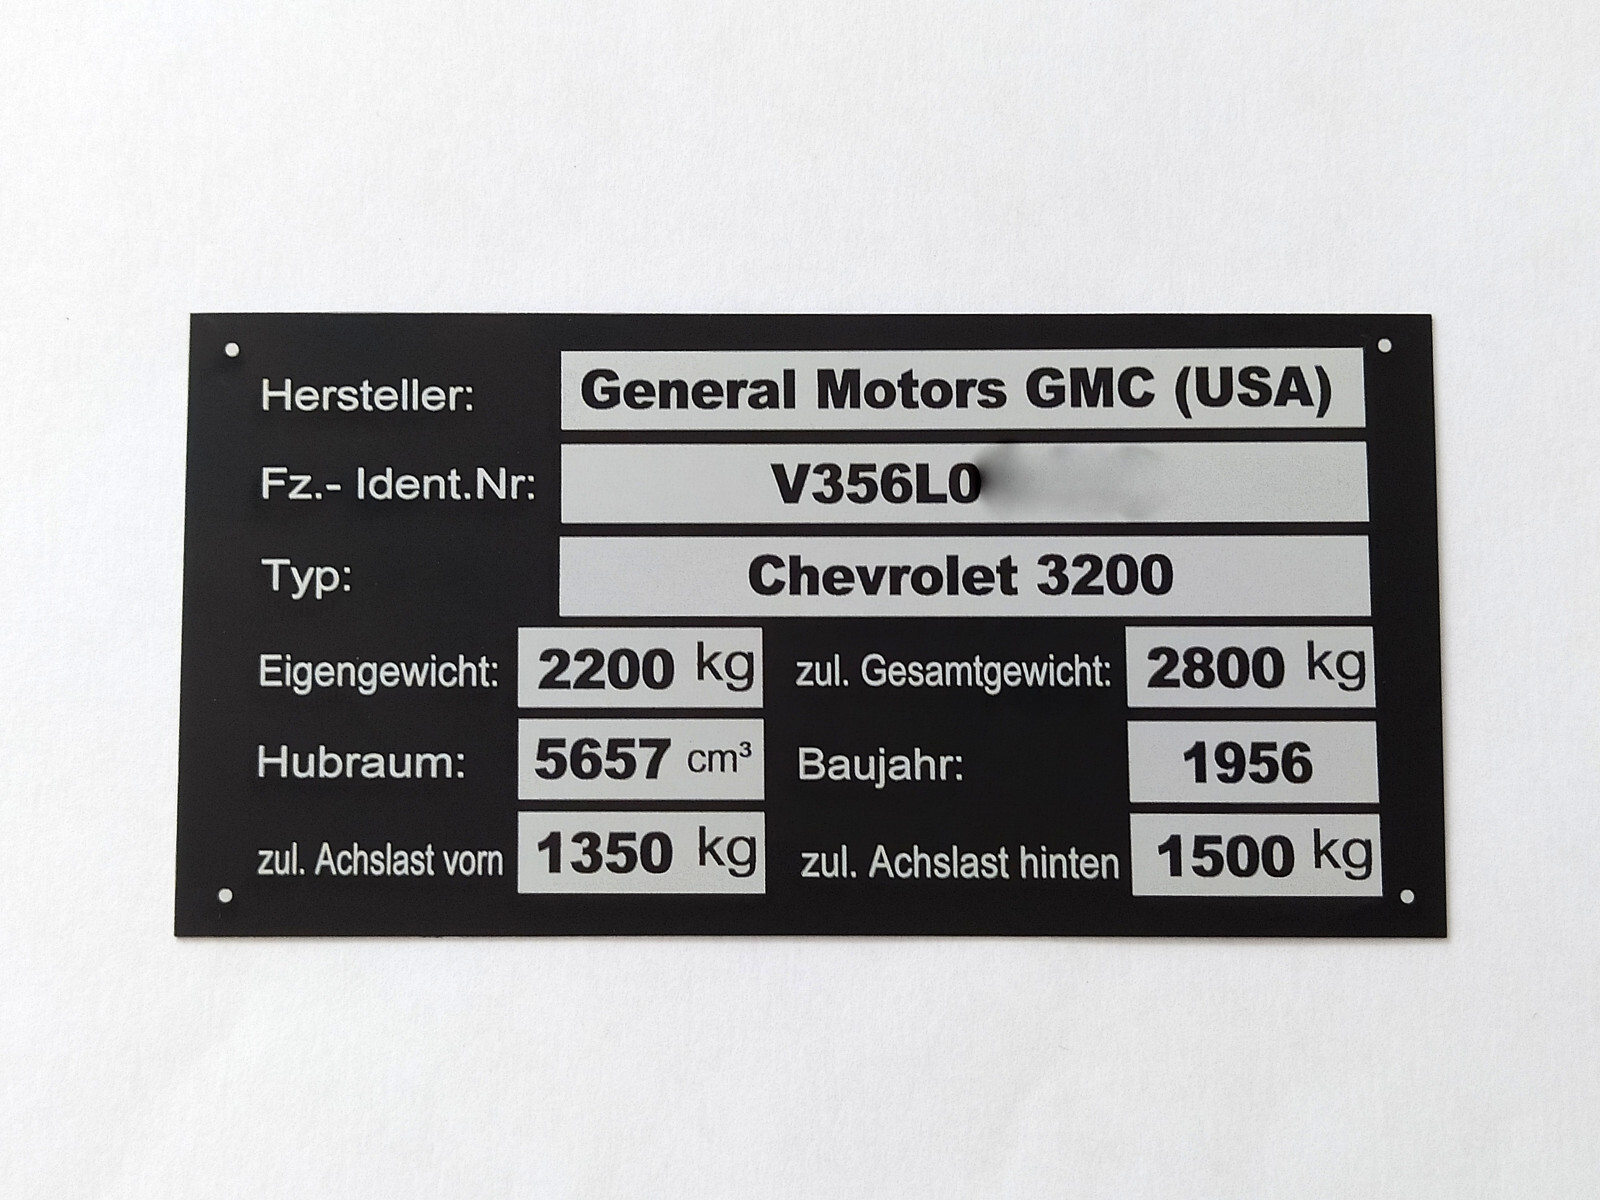 Hersteller: General Motors GMC (USA)
Fz.- Ident.Nr: V356L0
Typ: Chevrolet 3200
Eigengewicht: 2200 kg zul. Gesamtgewicht: 2800 kg
Hubraum: 5657 cm³ Baujahr: 1956
zul. Achslast vorn 1350 kg zul. Achslast hinten 1500 kg